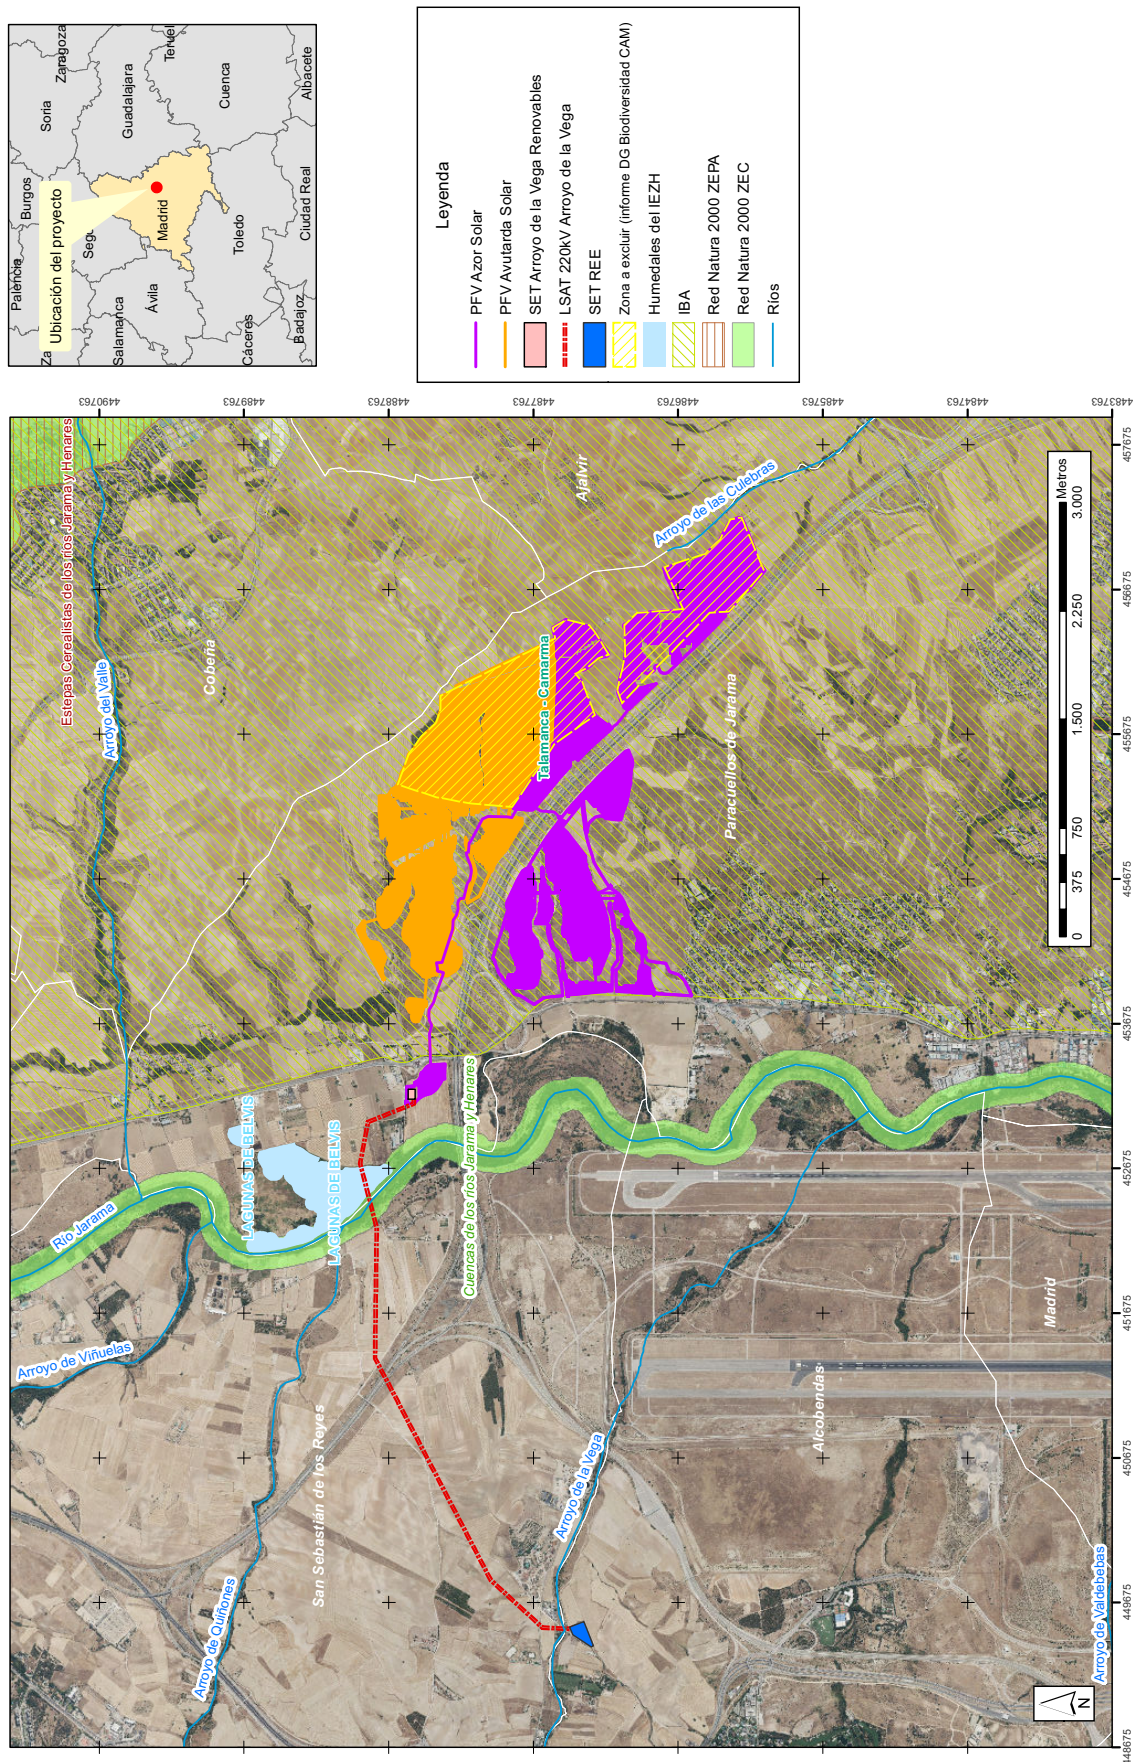 Estepas Cerealistas de los ríos Jarama y Henares
Arroyo del Valle
Cobeña
Río Jarama
Arroyo de Viñuelas
LAGUNAS DE BELVIS
LAGUNAS DE BELVIS
Arroyo de Quiñones
San Sebastián de los Reyes
Cuencas de los ríos Jarama y Henares
Talamanca - Camarma
Ajalvir
Arroyo de las Culebras
Paracuellos de Jarama
Arroyo de la Vega
Alcobendas
Madrid
Arroyo de Valdebebas
N
0 375 750 1.500 2.250 3.000
Metros
448675 449675 450675 451675 452675 453675 454675 455675 456675 457675
4490763
4489763
4488763
4487763
4486763
4485763
4484763
4483763
Palencia
Burgos
Soria
Zaragoza
Za
Ubicación del proyecto
Seg
Guadalajara
Teruel
Salamanca
Ávila
Madrid
Cuenca
Toledo
Cáceres
Badajoz
Ciudad Real
Albacete
Leyenda
PFV Azor Solar
PFV Avutarda Solar
SET Arroyo de la Vega Renovables
LSAT 220kV Arroyo de la Vega
SET REE
Zona a excluir (informe DG Biodiversidad CAM)
Humedales del IEZH
IBA
Red Natura 2000 ZEPA
Red Natura 2000 ZEC
Ríos